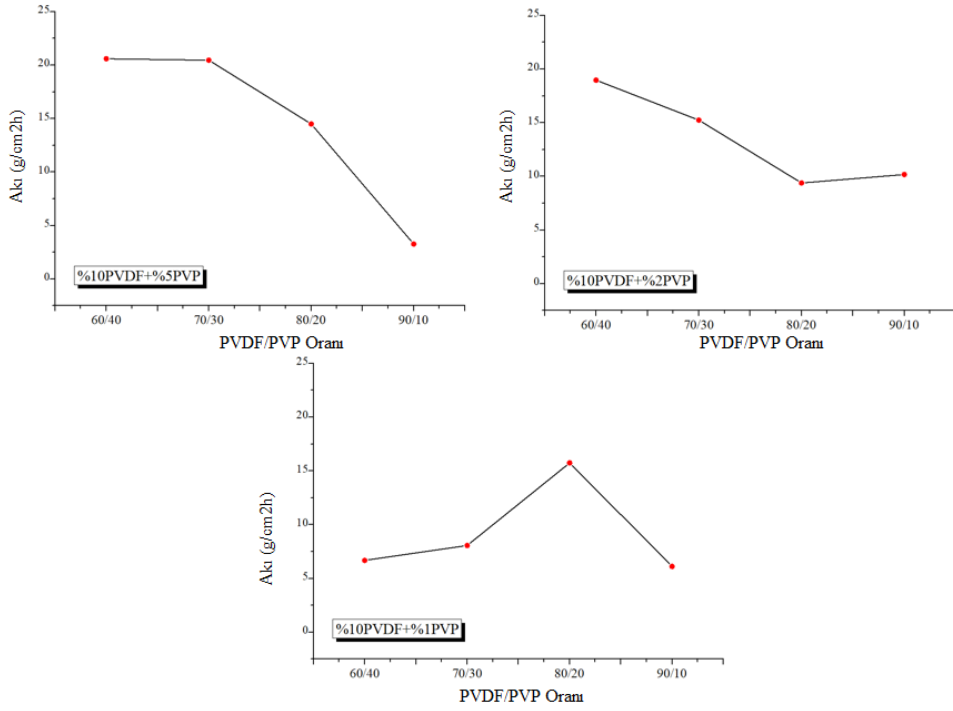 25
20
15
10
5
0
Akı (g/cm2h)
%10PVDF+%5PVP
60/40 70/30 80/20 90/10
PVDF/PVP Oranı
25
20
15
10
5
0
Akı (g/cm2h)
%10PVDF+%2PVP
60/40 70/30 80/20 90/10
PVDF/PVP Oranı
25
20
15
10
5
0
Akı (g/cm2h)
%10PVDF+%1PVP
60/40 70/30 80/20 90/10
PVDF/PVP Oranı